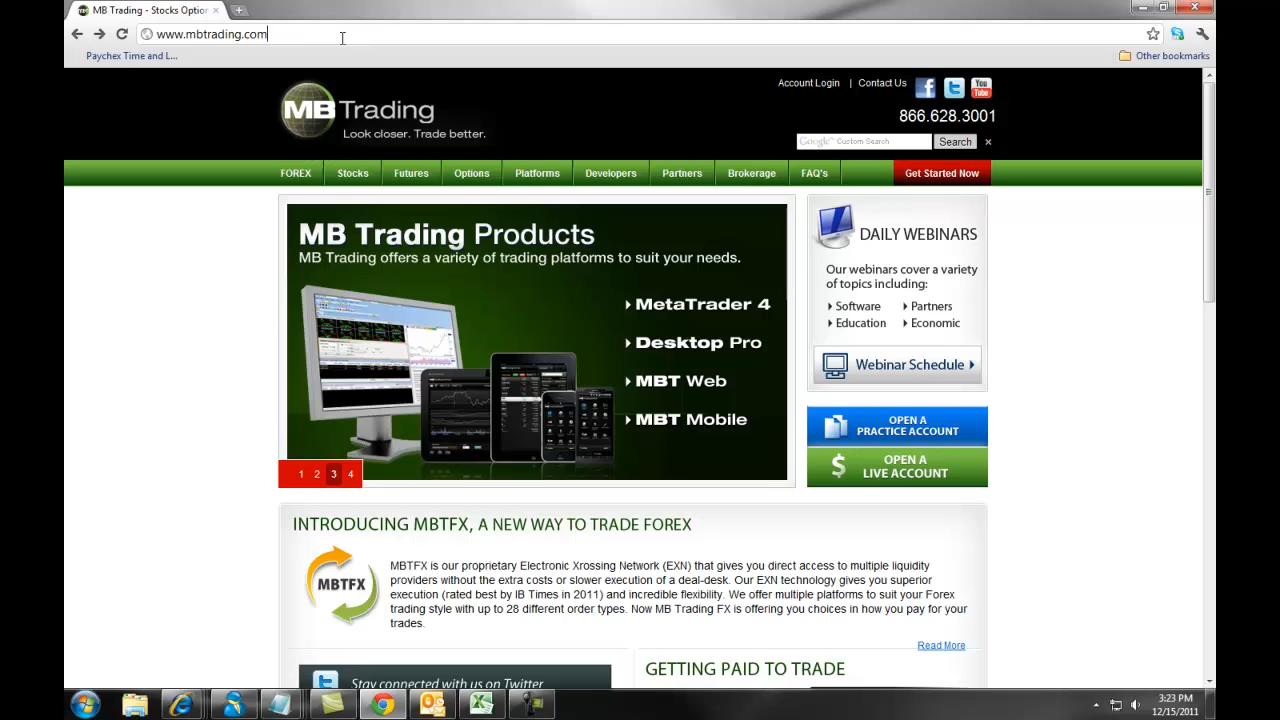 MB Trading - Stocks Option
www.mbtrading.com
Paychex Time and L...
Other bookmarks
Account Login | Contact Us
You Tube
MB Trading
Look closer. Trade better.
866.628.3001
Google™ Custom Search
Search
×
FOREX
Stocks
Futures
Options
Platforms
Developers
Partners
Brokerage
FAQ's
Get Started Now
MB Trading Products
MB Trading offers a variety of trading platforms to suit your needs.
MetaTrader 4
Desktop Pro
MBT Web
MBT Mobile
1 2 3 4
DAILY WEBINARS
Our webinars cover a variety
of topics including:
Software
Partners
Education
Economic
Webinar Schedule
OPEN A
PRACTICE ACCOUNT
OPEN A
LIVE ACCOUNT
INTRODUCING MBTFX, A NEW WAY TO TRADE FOREX
MBTFX
MBTFX is our proprietary Electronic Xrossing Network (EXN) that gives you direct access to multiple liquidity
providers without the extra costs or slower execution of a deal-desk. Our EXN technology gives you superior
execution (rated best by IB Times in 2011) and incredible flexibility. We offer multiple platforms to suit your Forex
trading style with up to 28 different order types. Now MB Trading FX is offering you choices in how you pay for your
trades.
Read More
Stay connected with us on Twitter
GETTING PAID TO TRADE
3:23 PM
12/15/2011